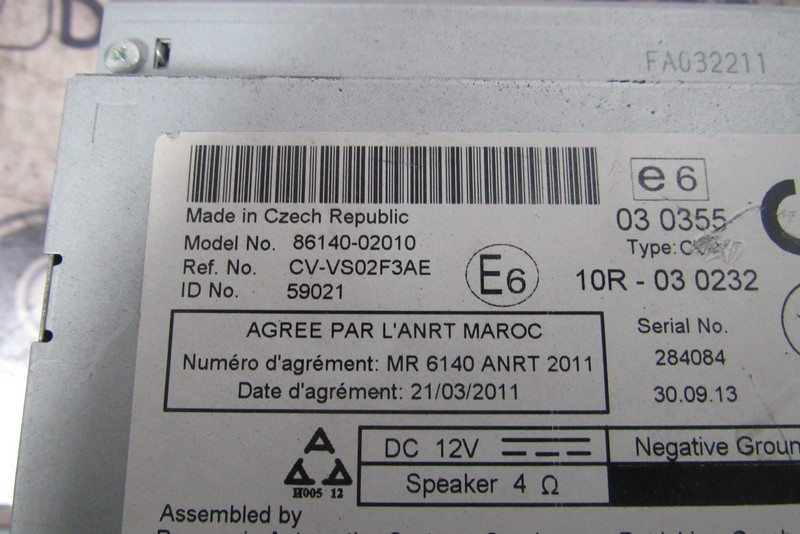 FA032211
e 6
Made in Czech Republic
03 0355
Model No. 86140-02010
Type:
Ref. No. CV-VS02F3AE
E6
10R - 03 0232
ID No. 59021
AGREE PAR L'ANRT MAROC
Serial No.
Numéro d'agrément: MR 6140 ANRT 2011
284084
Date d'agrément: 21/03/2011
30.09.13
DC 12V
Negative Groun
Speaker 4 Ω
12
Assembled by